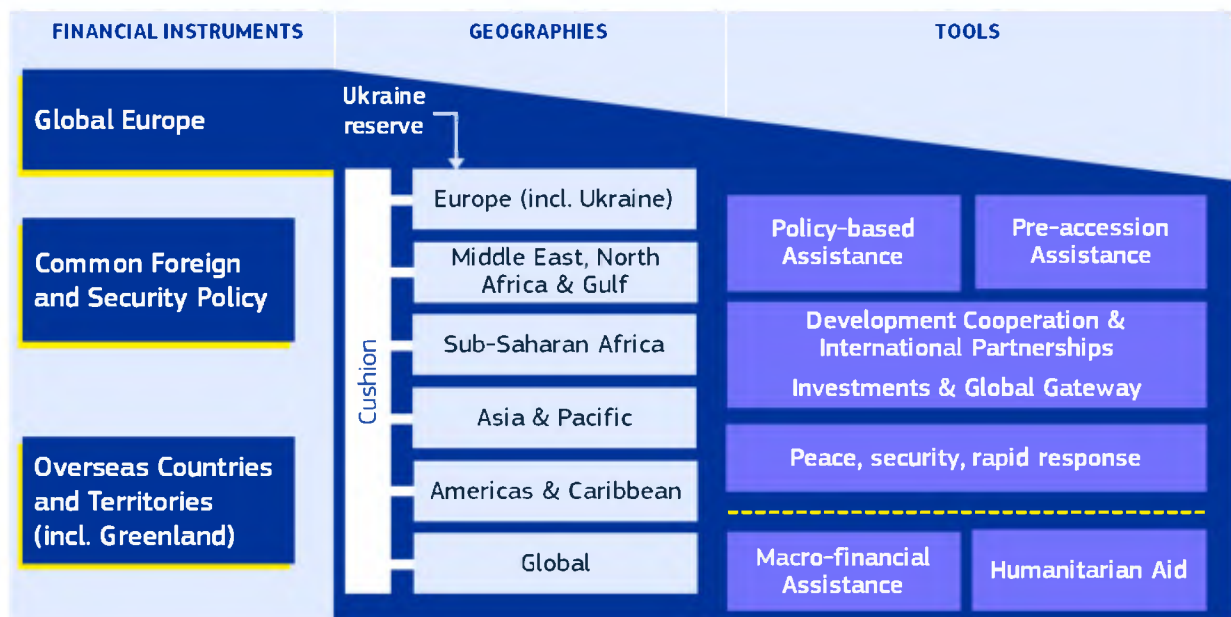 FINANCIAL INSTRUMENTS
GEOGRAPHIES
TOOLS
Global Europe
Common Foreign
and Security Policy
Overseas Countries
and Territories
(incl. Greenland)
Ukraine
reserve
Cushion
Europe (incl. Ukraine)
Middle East, North
Africa & Gulf
Sub-Saharan Africa
Asia & Pacific
Americas & Caribbean
Global
Policy-based
Assistance
Pre-accession
Assistance
Development Cooperation &
International Partnerships
Investments & Global Gateway
Peace, security, rapid response
Macro-financial
Assistance
Humanitarian Aid